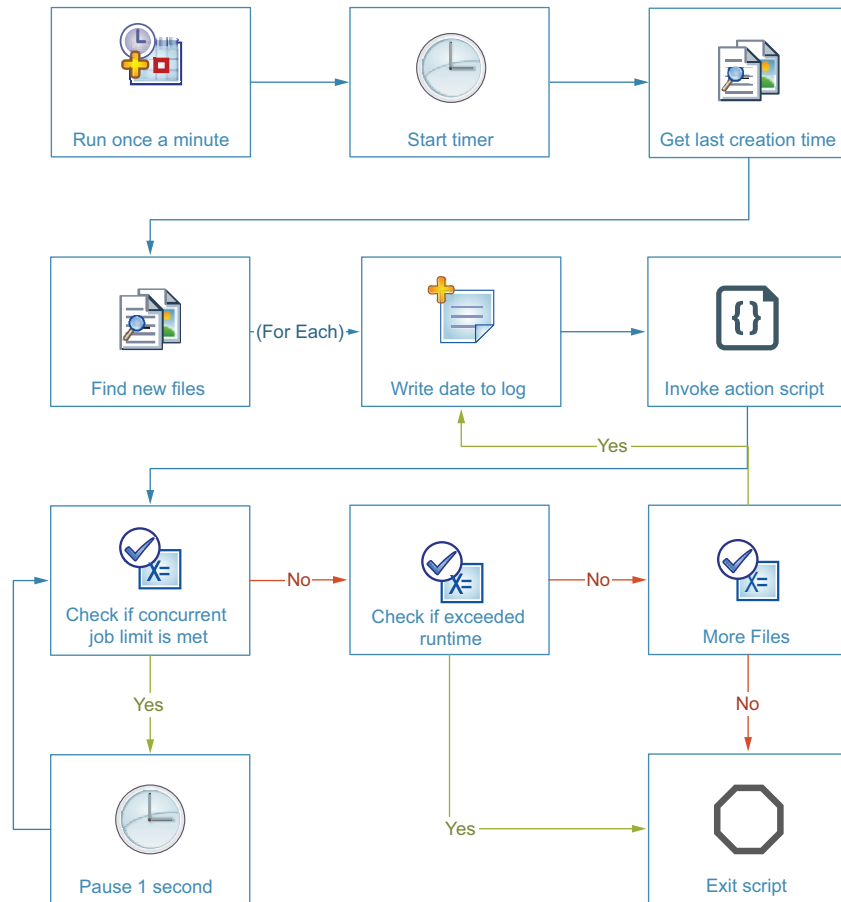 Run once a minute
Start timer
Get last creation time
Find new files
(For Each)
Write date to log
{}
Invoke action script
Yes
X=
Check if concurrent
job limit is met
No
X=
Check if exceeded
runtime
No
X=
More Files
Yes
No
Pause 1 second
Yes
Exit script